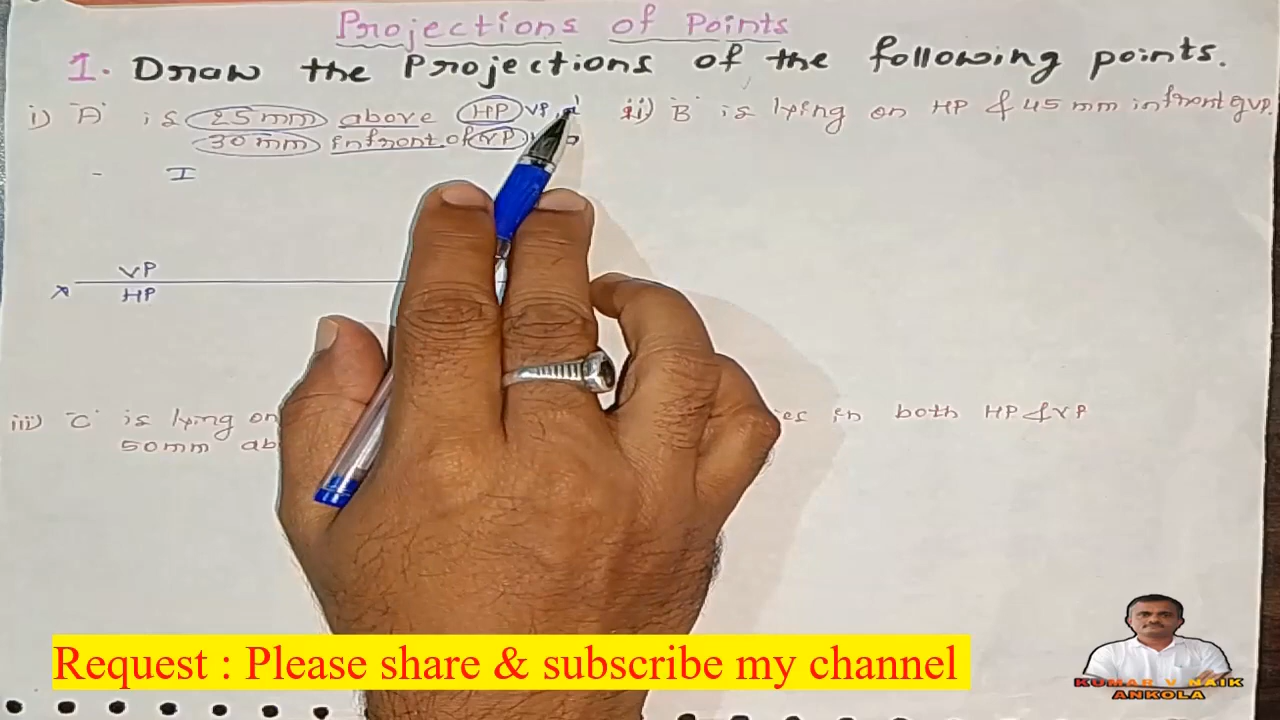 Projections of Points
1. Draw the Projections of the following points.
i) 'A' is 25mm above HP VP, a'
30mm infront of VP
ii) 'B' is lying on HP & 45mm infront of VP.
I
VP
X
HP
iii) 'C' is lying on
50mm ab
in both HP & VP
Request : Please share & subscribe my channel
KUMAR V NAIK
ANKOLA